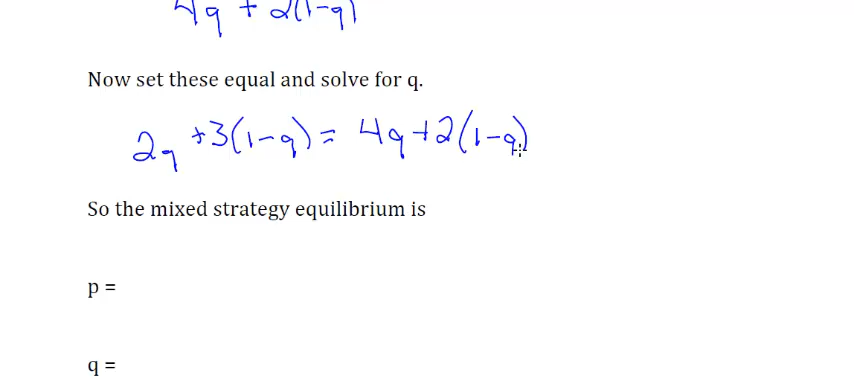 4q + 2(1-q)
Now set these equal and solve for q.
2q +3(1-q) = 4q+2(1-q)
So the mixed strategy equilibrium is
p =
q =